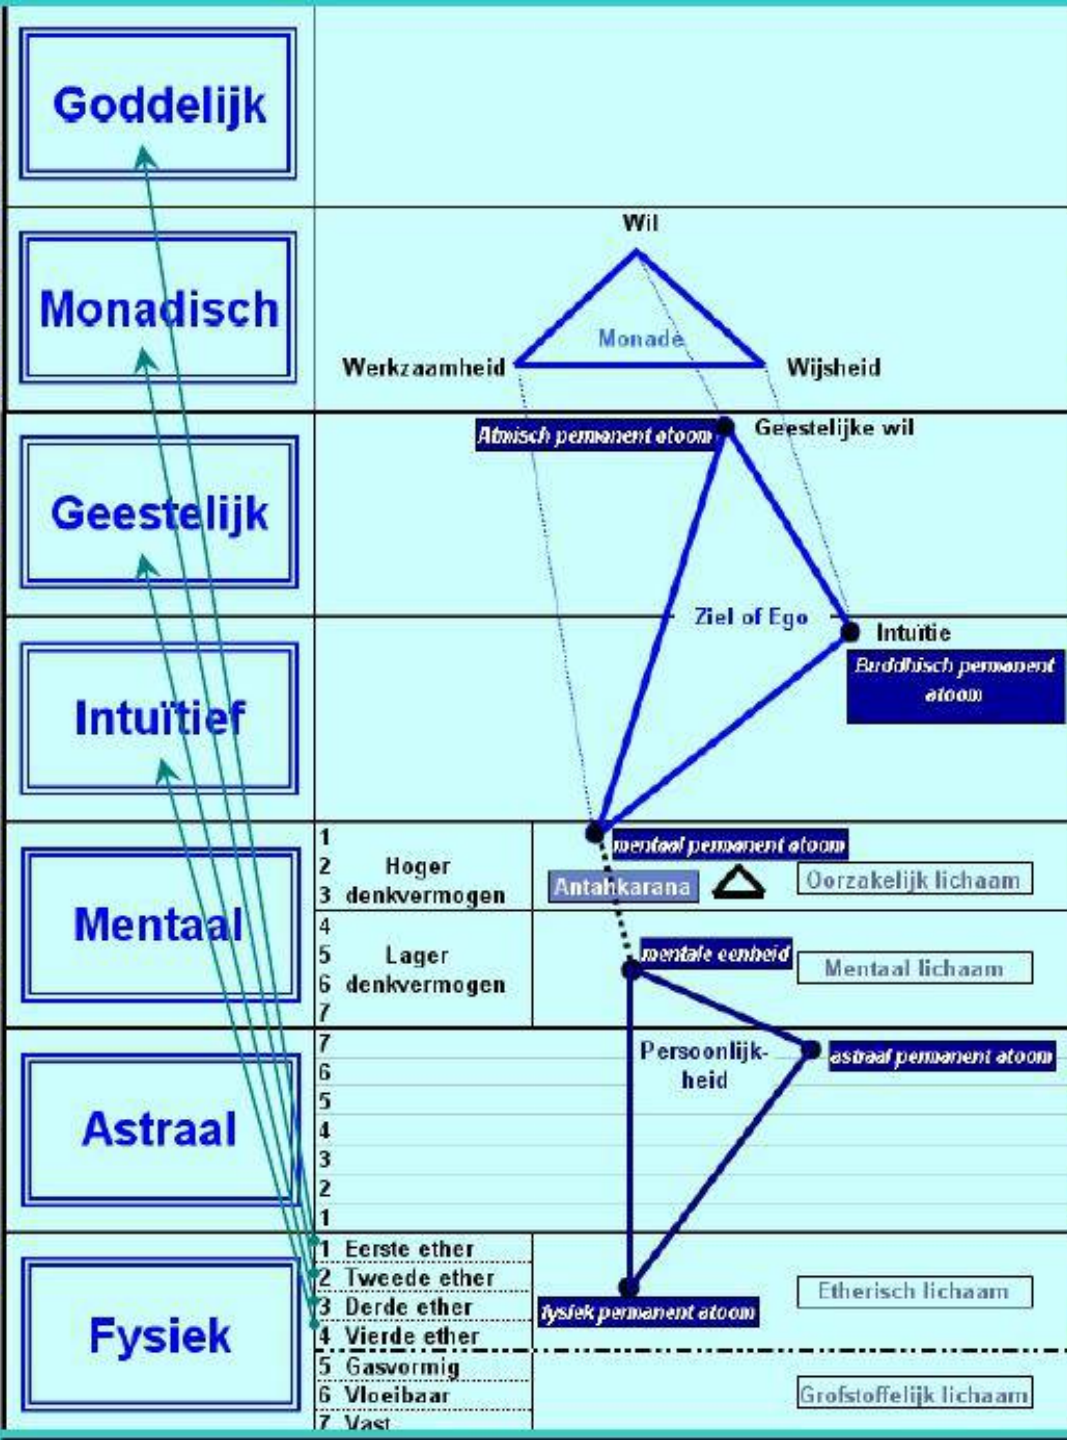 Goddelijk
Monadisch
Wil
Monade
Werkzaamheid
Wijsheid
Geestelijk
Atmisch permanent atoom
Geestelijke wil
Ziel of Ego
Intuïtief
Intuïtie
Buddhisch permanent
atoom
Mentaal
1
2 Hoger
3 denkvermogen
mentaal permanent atoom
Antahkarana
Oorzakelijk lichaam
4
5 Lager
6 denkvermogen
7
mentale eenheid
Mentaal lichaam
Astraal
7
6
5
4
3
2
1
Persoonlijk-
heid
astraal permanent atoom
Fysiek
1 Eerste ether
2 Tweede ether
3 Derde ether
4 Vierde ether
5 Gasvormig
6 Vloeibaar
7 Vast
fysiek permanent atoom
Etherisch lichaam
Grofstoffelijk lichaam